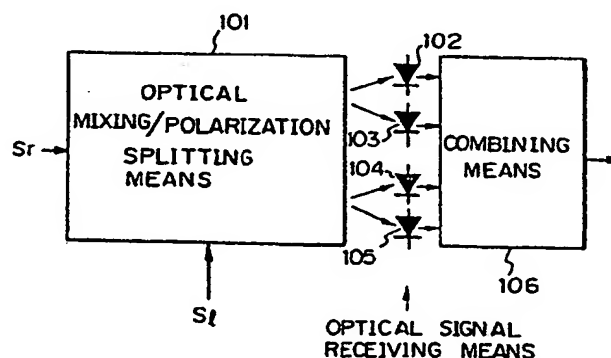 101
OPTICAL
MIXING/POLARIZATION
SPLITTING
MEANS
Sr
Sℓ
102
103
104
105
COMBINING
MEANS
106
OPTICAL SIGNAL
RECEIVING MEANS